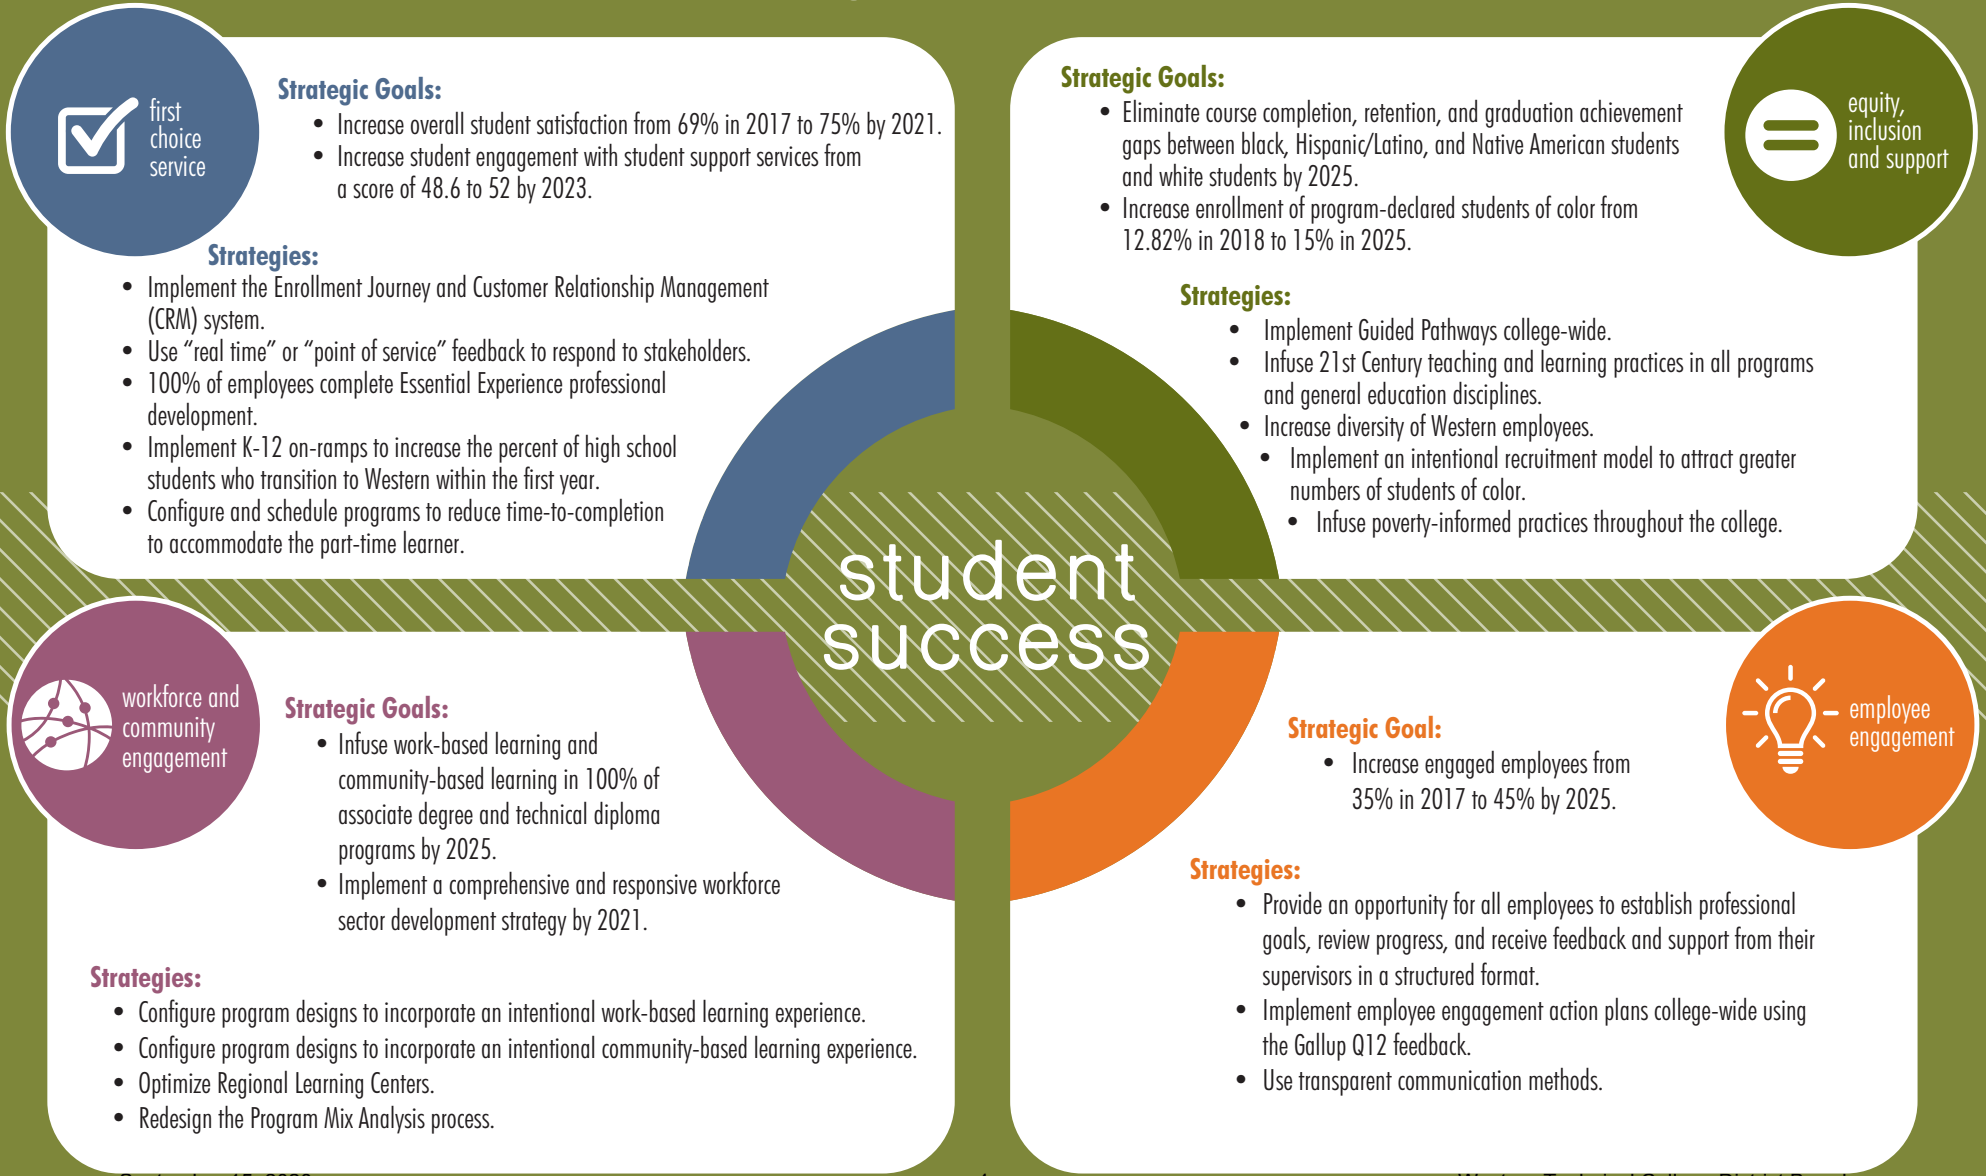 first
choice
service
Strategic Goals:
• Increase overall student satisfaction from 69% in 2017 to 75% by 2021.
• Increase student engagement with student support services from
a score of 48.6 to 52 by 2023.
Strategies:
• Implement the Enrollment Journey and Customer Relationship Management
(CRM) system.
• Use “real time” or “point of service” feedback to respond to stakeholders.
• 100% of employees complete Essential Experience professional
development.
• Implement K-12 on-ramps to increase the percent of high school
students who transition to Western within the first year.
• Configure and schedule programs to reduce time-to-completion
to accommodate the part-time learner.
equity,
inclusion
and support
Strategic Goals:
• Eliminate course completion, retention, and graduation achievement
gaps between black, Hispanic/Latino, and Native American students
and white students by 2025.
• Increase enrollment of program-declared students of color from
12.82% in 2018 to 15% in 2025.
Strategies:
• Implement Guided Pathways college-wide.
• Infuse 21st Century teaching and learning practices in all programs
and general education disciplines.
• Increase diversity of Western employees.
• Implement an intentional recruitment model to attract greater
numbers of students of color.
• Infuse poverty-informed practices throughout the college.
student
success
workforce and
community
engagement
Strategic Goals:
• Infuse work-based learning and
community-based learning in 100% of
associate degree and technical diploma
programs by 2025.
• Implement a comprehensive and responsive workforce
sector development strategy by 2021.
Strategies:
• Configure program designs to incorporate an intentional work-based learning experience.
• Configure program designs to incorporate an intentional community-based learning experience.
• Optimize Regional Learning Centers.
• Redesign the Program Mix Analysis process.
employee
engagement
Strategic Goal:
• Increase engaged employees from
35% in 2017 to 45% by 2025.
Strategies:
• Provide an opportunity for all employees to establish professional
goals, review progress, and receive feedback and support from their
supervisors in a structured format.
• Implement employee engagement action plans college-wide using
the Gallup Q12 feedback.
• Use transparent communication methods.